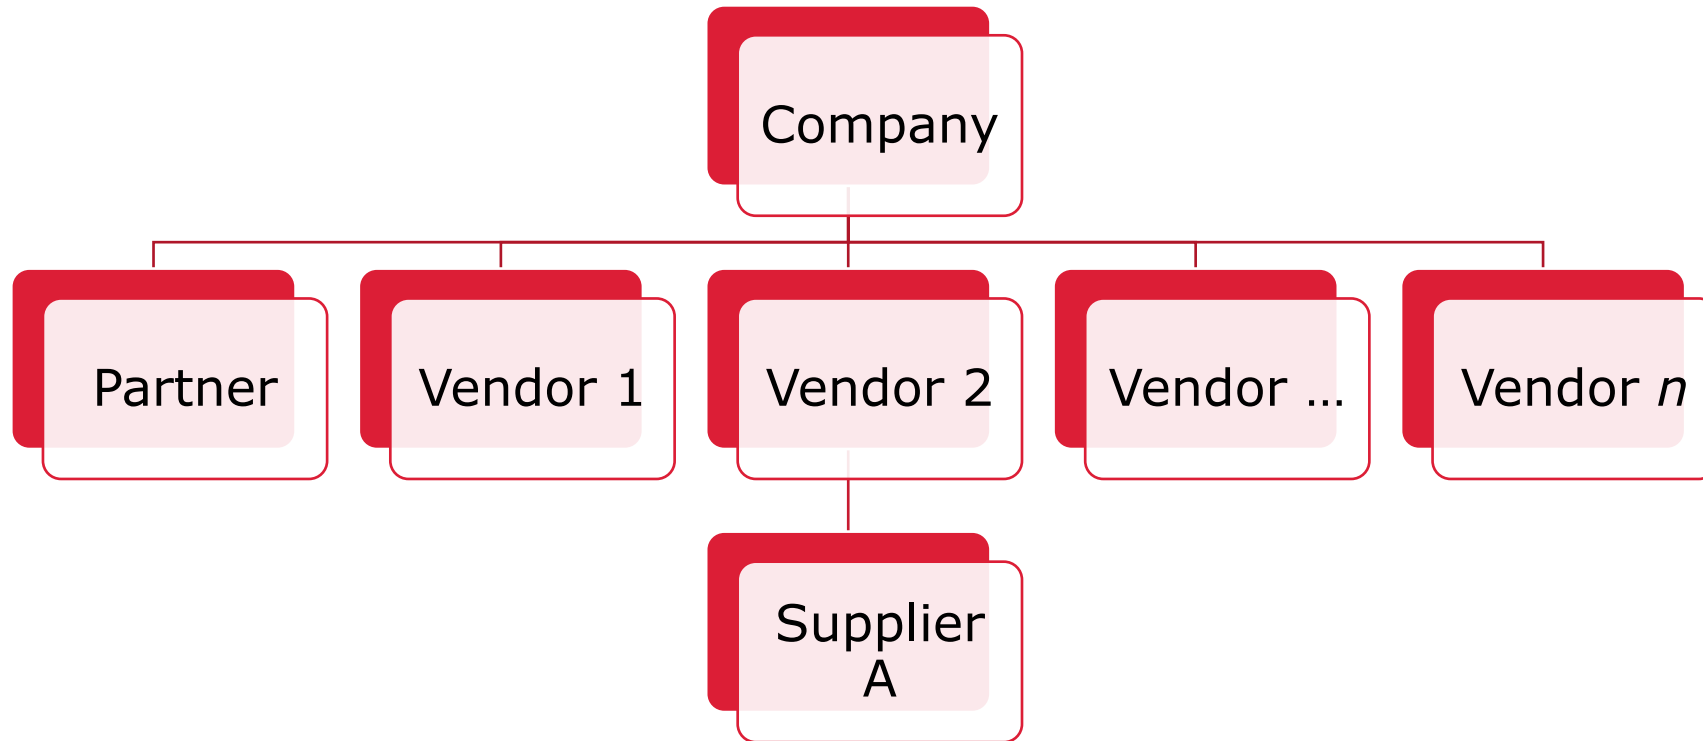 Company
Partner
Vendor 1
Vendor 2
Vendor …
Vendor n
Supplier
A